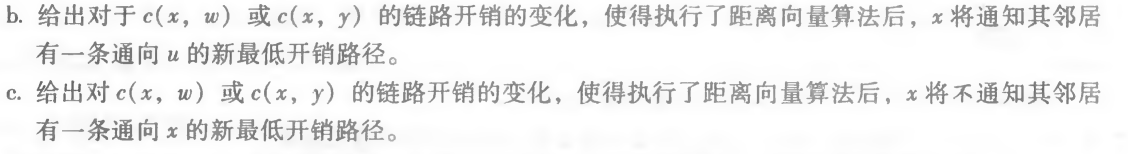 b. 给出对于 c(x, w) 或 c(x, y) 的链路开销的变化，使得执行了距离向量算法后，x 将通知其邻居
有一条通向 u 的新最低开销路径。
c. 给出对 c(x, w) 或 c(x, y) 的链路开销的变化，使得执行了距离向量算法后，x 将不通知其邻居
有一条通向 x 的新最低开销路径。